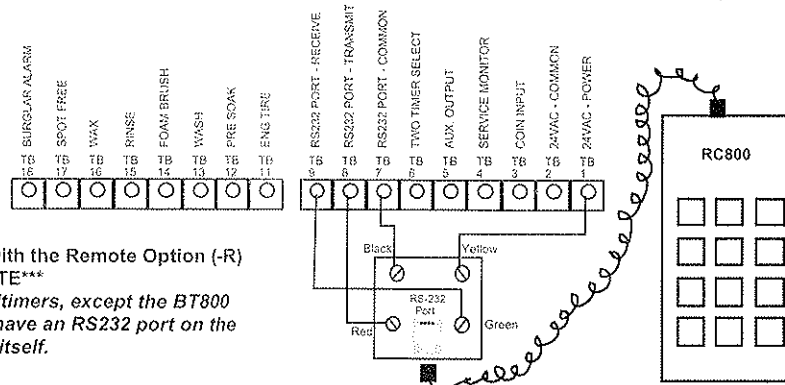 BURGLAR ALARM
SPOT FREE
WAX
RINSE
FOAM BRUSH
WASH
PRE SOAK
ENG TIRE
RS232 PORT - RECEIVE
RS232 PORT - TRANSMIT
RS232 PORT - COMMON
TWO TIMER SELECT
AUX. OUTPUT
SERVICE MONITOR
COIN INPUT
24VAC - COMMON
24VAC - POWER
TB TB TB TB TB TB TB TB TB TB TB TB TB TB TB TB TB
18 17 16 15 14 13 12 11 9 8 7 6 5 4 3 2 1
RC800
ith the Remote Option (-R)
TE***
timers, except the BT800
have an RS232 port on the
itself.
Black
Yellow
RS-232
Port
Red
Green